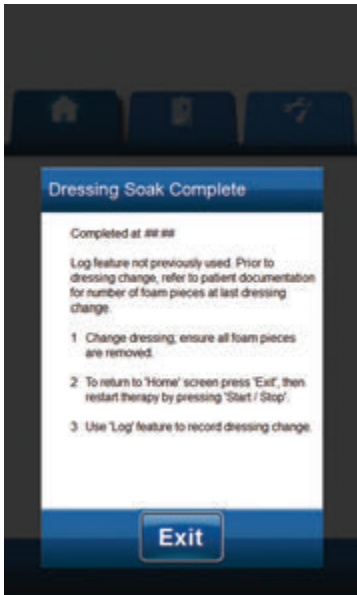 Dressing Soak Complete
Completed at ##:##
Log feature not previously used. Prior to
dressing change, refer to patient documentation
for number of foam pieces at last dressing
change.
1 Change dressing; ensure all foam pieces
are removed.
2 To return to 'Home' screen press 'Exit', then
restart therapy by pressing 'Start / Stop'.
3 Use 'Log' feature to record dressing change.
Exit